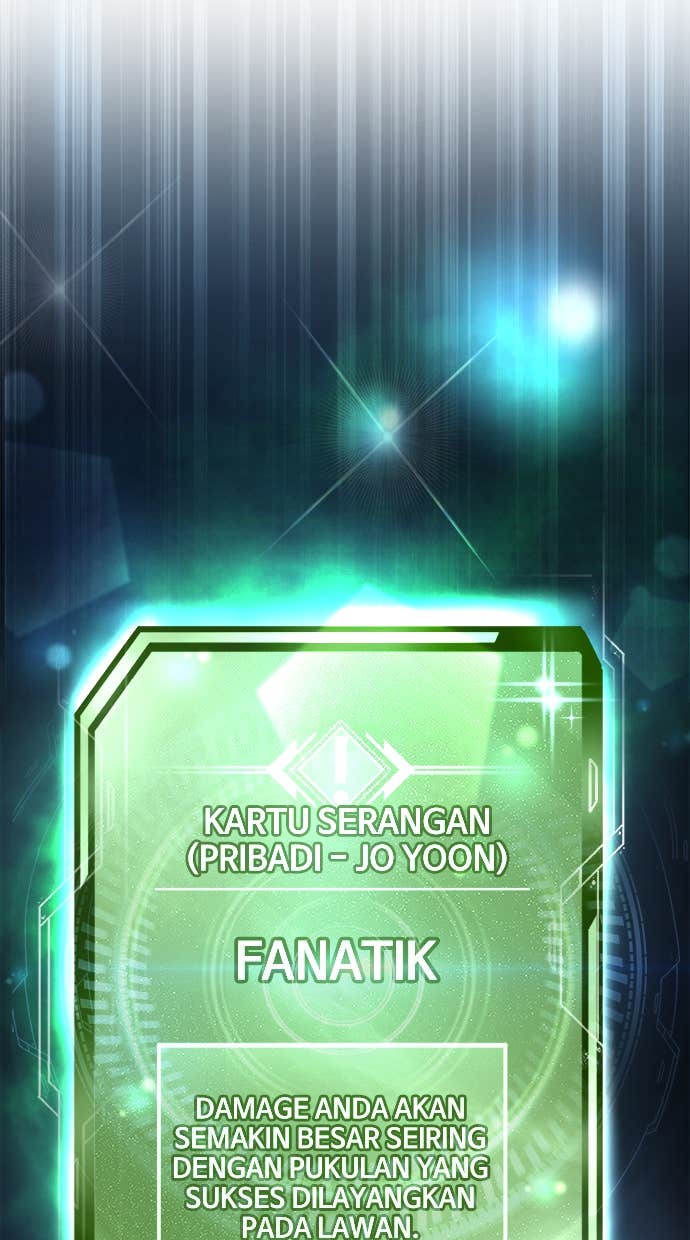 !
KARTU SERANGAN
(PRIBADI - JO YOON)
FANATIK
DAMAGE ANDA AKAN
SEMAKIN BESAR SEIRING
DENGAN PUKULAN YANG
SUKSES DILAYANGKAN
PADA LAWAN.